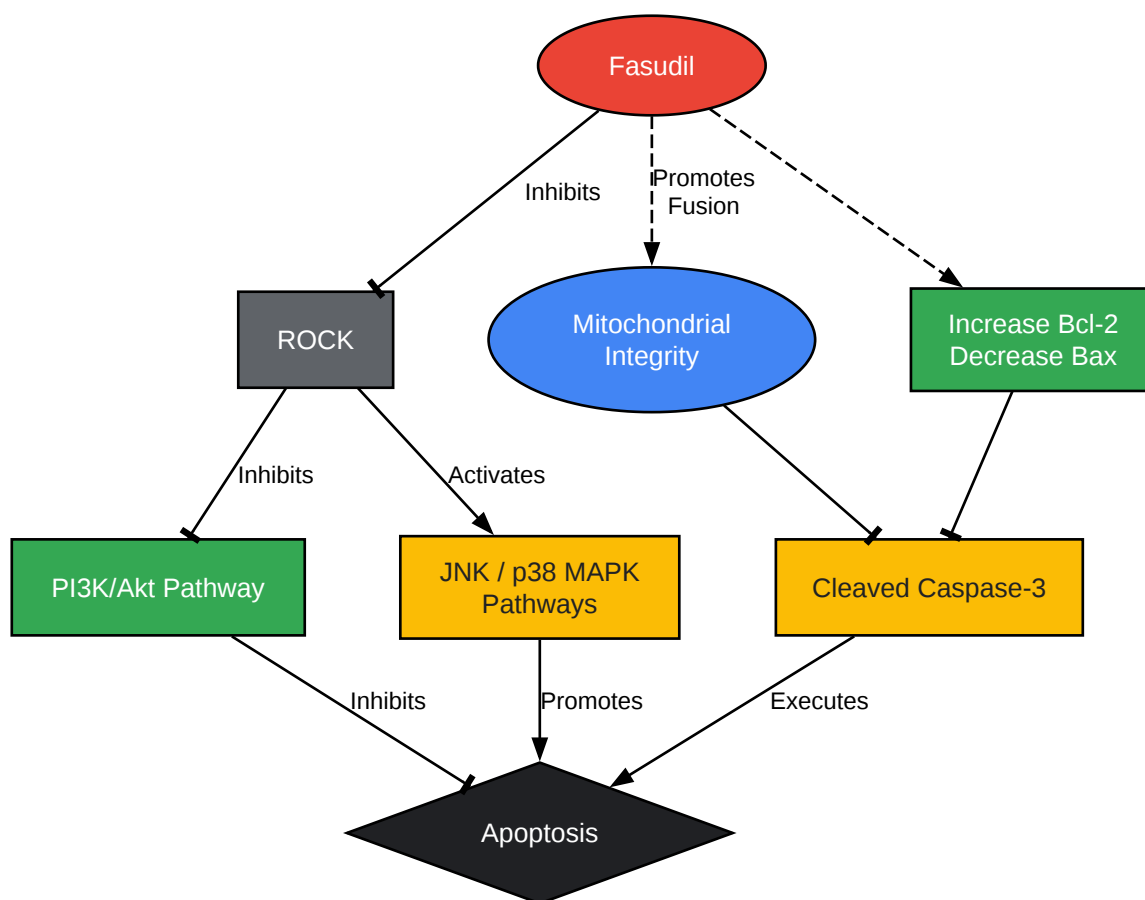 Fasudil
Inhibits
Promotes
Fusion
ROCK
Mitochondrial
Integrity
Increase Bcl-2
Decrease Bax
Inhibits
Activates
PI3K/Akt Pathway
JNK / p38 MAPK
Pathways
Cleaved Caspase-3
Inhibits
Promotes
Executes
Apoptosis